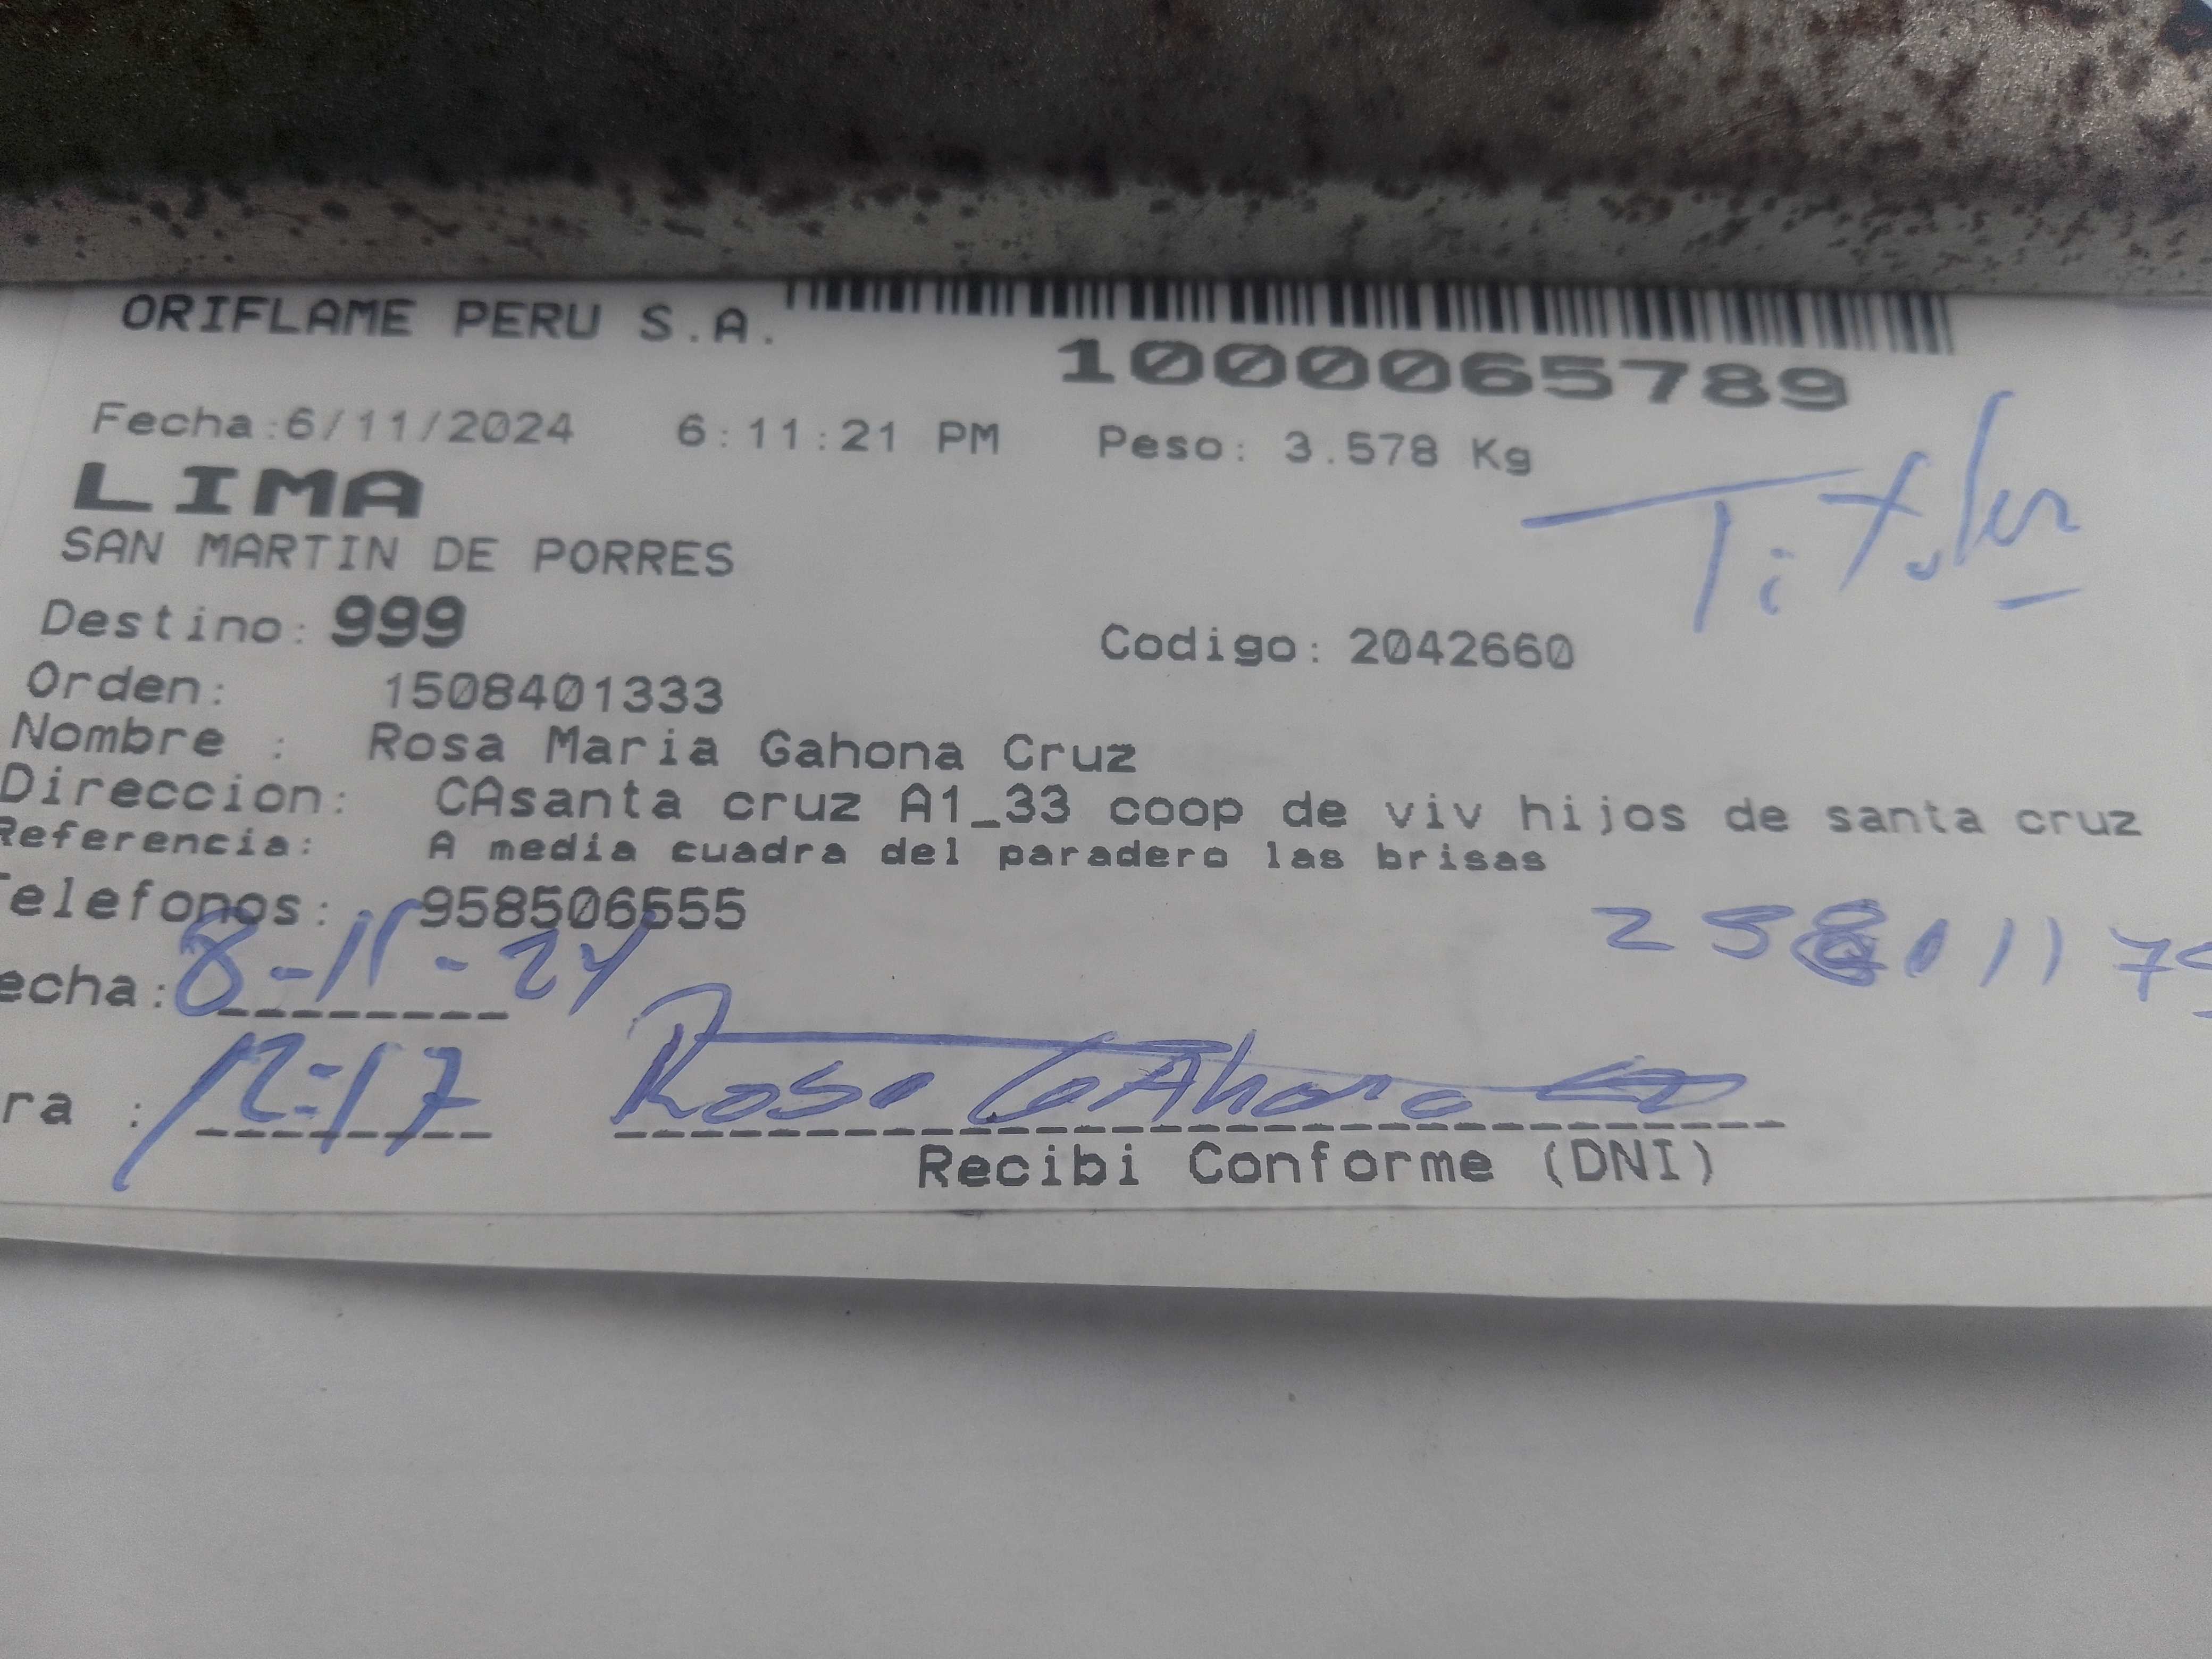 ORIFLAME PERU S.A.
1000065789
Fecha:6/11/2024 6:11:21 PM Peso: 3.578 Kg
LIMA
Titular
SAN MARTIN DE PORRES
Destino: 999
Codigo: 2042660
Orden: 1508401333
Nombre : Rosa Maria Gahona Cruz
Direccion: CAsanta cruz A1_33 coop de viv hijos de santa cruz
Referencia: A media cuadra del paradero las brisas
Telefonos: 958506555
echa: 8-11-24
ra : 12:17 Rosa GAhona
Recibi Conforme (DNI)